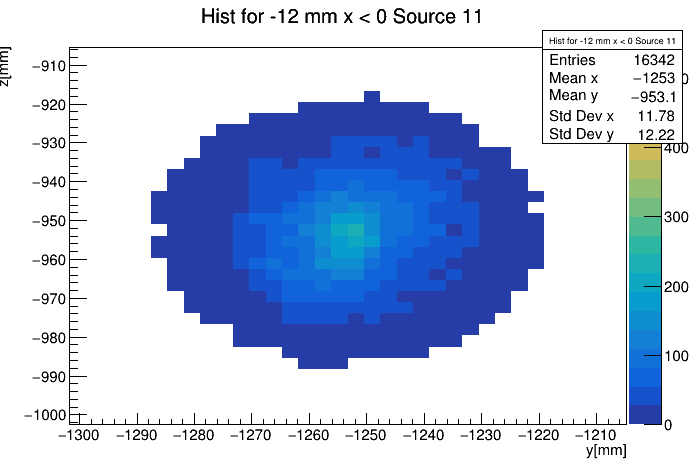 Hist for -12 mm x < 0 Source 11
Hist for -12 mm x < 0 Source 11
Entries 16342
Mean x −1253
Mean y −953.1
Std Dev x 11.78
Std Dev y 12.22
z[mm]
−910
−920
−930
−940
−950
−960
−970
−980
−990
−1000
−1300 −1290 −1280 −1270 −1260 −1250 −1240 −1230 −1220 −1210
y[mm]
0
400
300
200
100
0